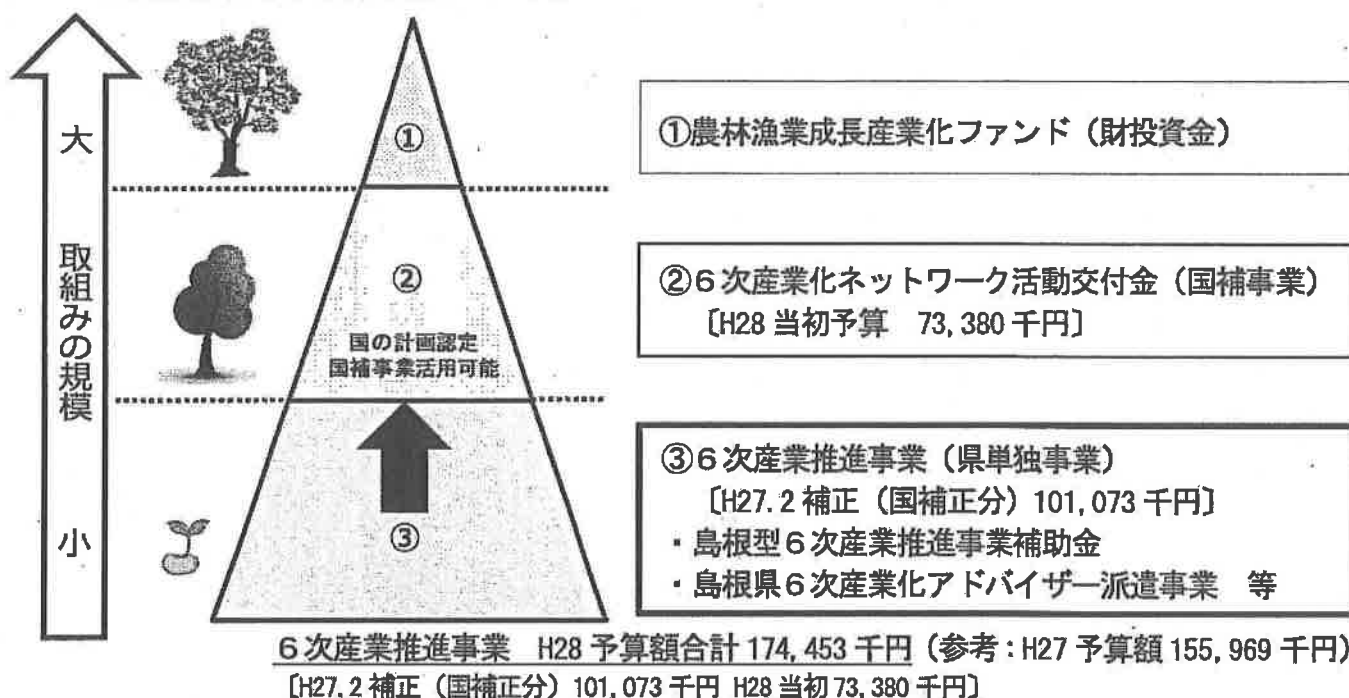 大
取組みの規模
小
①
②
国の計画認定
国補事業活用可能
③
①農林漁業成長産業化ファンド（財投資金）
②６次産業化ネットワーク活動交付金（国補事業）
〔H28 当初予算　73,380 千円〕
③６次産業推進事業（県単独事業）
〔H27.2 補正（国補正分）101,073 千円〕
・島根型６次産業推進事業補助金
・島根県６次産業化アドバイザー派遣事業　等
６次産業推進事業　H28 予算額合計 174,453 千円（参考：H27 予算額 155,969 千円）
〔H27.2 補正（国補正分）101,073 千円 H28 当初 73,380 千円〕